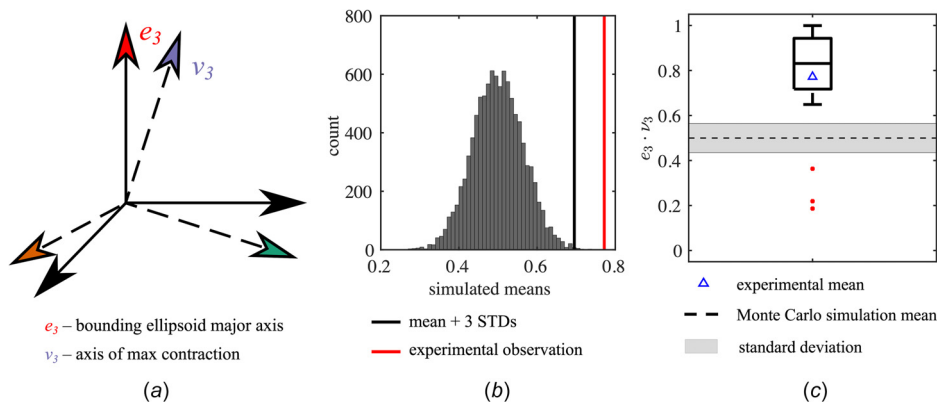 e3
v3
e3 – bounding ellipsoid major axis
v3 – axis of max contraction
(a)
800
600
400
200
0
count
0.2 0.4 0.6 0.8
simulated means
mean + 3 STDs
experimental observation
(b)
1
0.8
0.6
0.4
0.2
0
e3 · ν3
experimental mean
Monte Carlo simulation mean
standard deviation
(c)